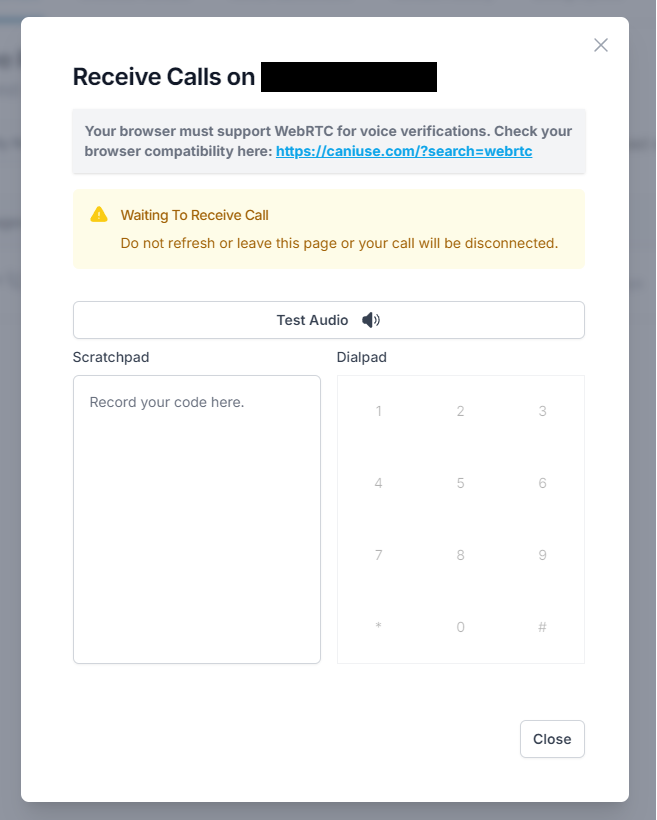 Receive Calls on
Your browser must support WebRTC for voice verifications. Check your
browser compatibility here: https://caniuse.com/?search=webrtc
Waiting To Receive Call
Do not refresh or leave this page or your call will be disconnected.
Test Audio
Scratchpad
Dialpad
Record your code here.
1 2 3
4 5 6
7 8 9
* 0 #
Close